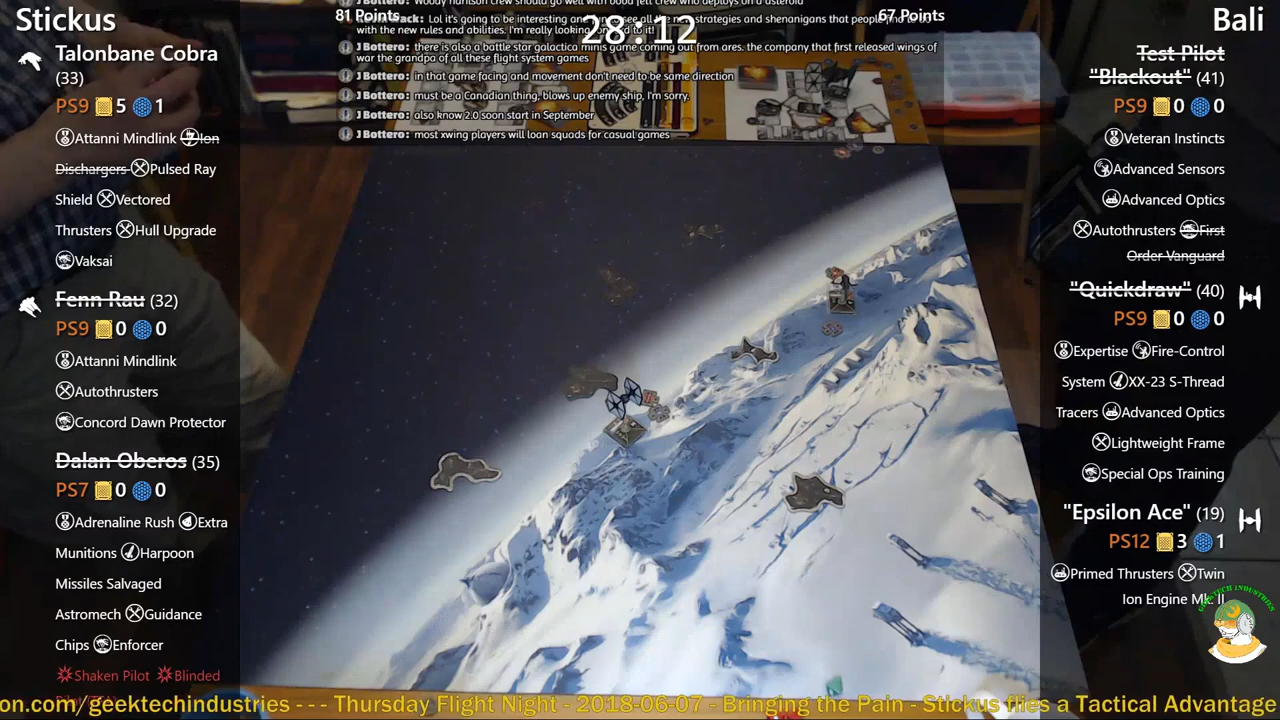 Stickus
81 Points
28:12
67 Points
Bali
with the new rules and abilities. I'm really looking
J Bottero: there is also a battle star galactica minis game coming out from ares. the company that first released wings of
war the grandpa of all these flight system games
J Bottero: in that game facing and movement don't need to be same direction
J Bottero: must be a Canadian thing, blows up enemy ship, I'm sorry.
J Bottero: also know 2.0 soon start in September
J Bottero: most xwing players will loan squads for casual games
Talonbane Cobra
(33)
PS9 5 1
Attanni Mindlink Ion
Dischargers Pulsed Ray
Shield Vectored
Thrusters Hull Upgrade
Vaksai
Fenn Rau (32)
PS9 0 0
Attanni Mindlink
Autothrusters
Concord Dawn Protector
Dalan Oberos (35)
PS7 0 0
Adrenaline Rush Extra
Munitions Harpoon
Missiles Salvaged
Astromech Guidance
Chips Enforcer
Shaken Pilot Blinded
Test Pilot
"Blackout" (41)
PS9 0 0
Veteran Instincts
Advanced Sensors
Advanced Optics
Autothrusters First
Order Vanguard
"Quickdraw" (40)
PS9 0 0
Expertise Fire-Control
System XX-23 S-Thread
Tracers Advanced Optics
Lightweight Frame
Special Ops Training
"Epsilon Ace" (19)
PS12 3 1
Primed Thrusters Twin
Ion Engine Mk. II
on.com/geektechindustries - - - Thursday Flight Night - 2018-06-07 - Bringing the Pain - Stickus flies a Tactical Advantage